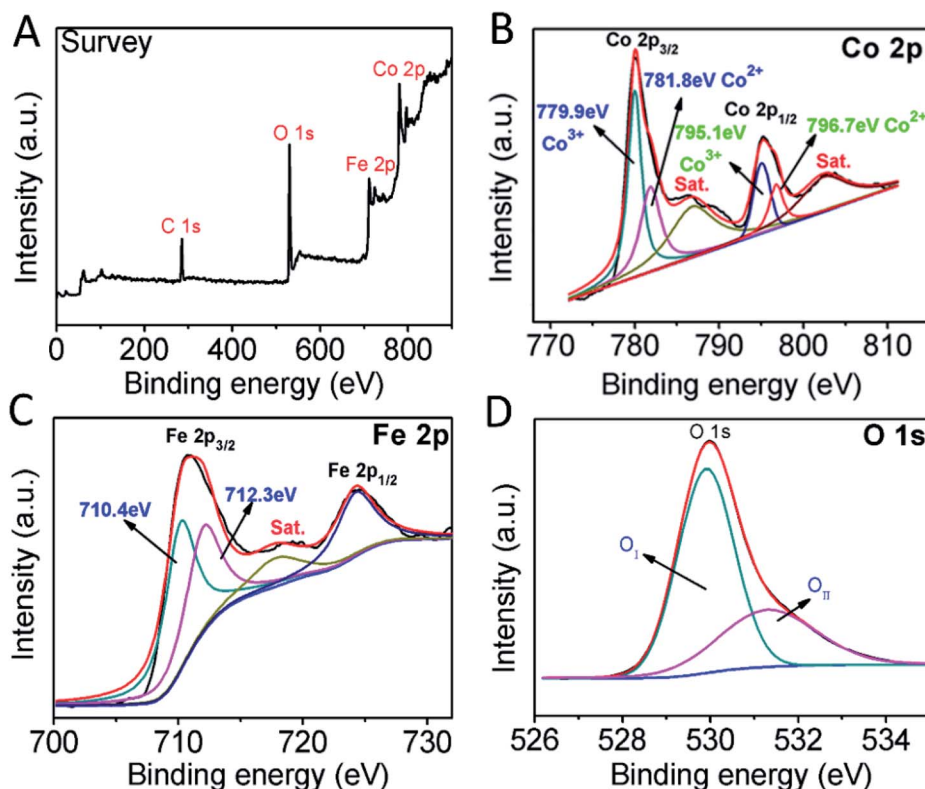 A
Survey
Intensity (a.u.)
C 1s
O 1s
Fe 2p
Co 2p
0 200 400 600 800
Binding energy (eV)
B
Co 2p
Intensity (a.u.)
Co 2p3/2
779.9eV
Co3+
781.8eV Co2+
795.1eV
Co3+
Sat.
Co 2p1/2
796.7eV Co2+
Sat.
770 780 790 800 810
Binding energy (eV)
C
Fe 2p
Intensity (a.u.)
Fe 2p3/2
710.4eV
712.3eV
Sat.
Fe 2p1/2
700 710 720 730
Binding energy (eV)
D
O 1s
Intensity (a.u.)
O 1s
OI
OII
526 528 530 532 534
Binding energy (eV)